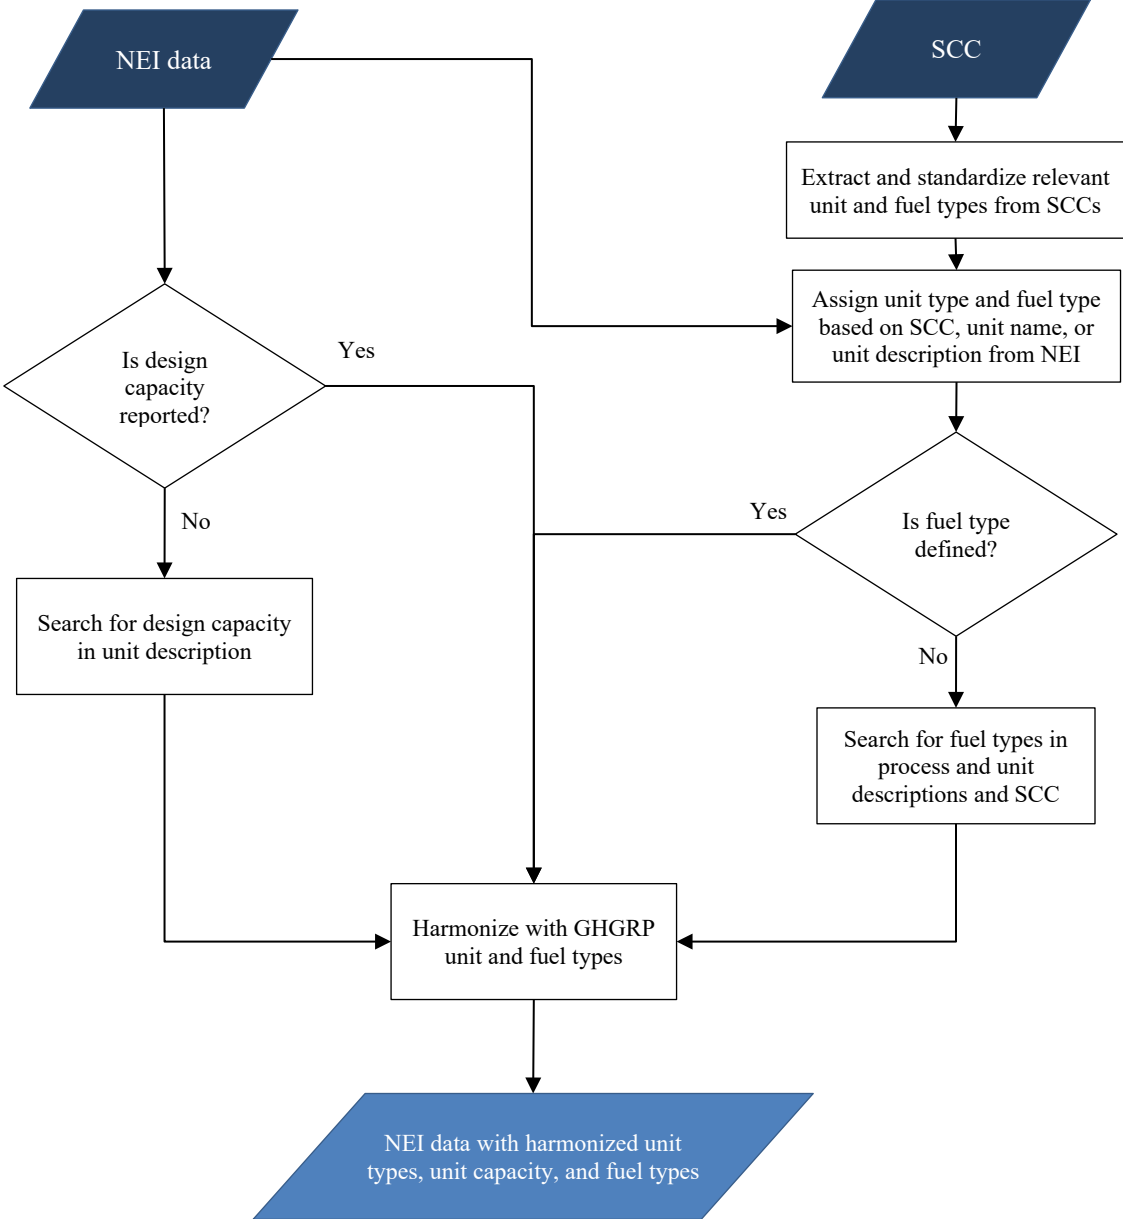 NEI data
SCC
Extract and standardize relevant
unit and fuel types from SCCs
Assign unit type and fuel type
based on SCC, unit name, or
unit description from NEI
Is design
capacity
reported?
Yes
No
Search for design capacity
in unit description
Is fuel type
defined?
Yes
No
Search for fuel types in
process and unit
descriptions and SCC
Harmonize with GHGRP
unit and fuel types
NEI data with harmonized unit
types, unit capacity, and fuel types